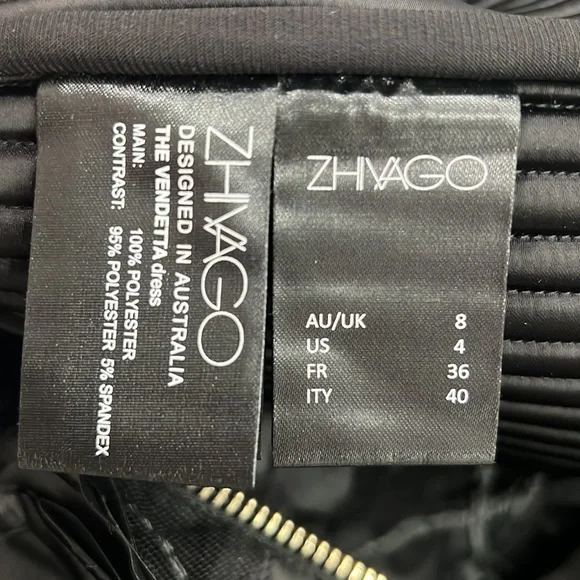 ZHIVAGO
DESIGNED IN AUSTRALIA
THE VENDETTA dress
MAIN: 100% POLYESTER
CONTRAST: 95% POLYESTER 5% SPANDEX
ZHIVAGO
AU/UK 8
US 4
FR 36
ITY 40